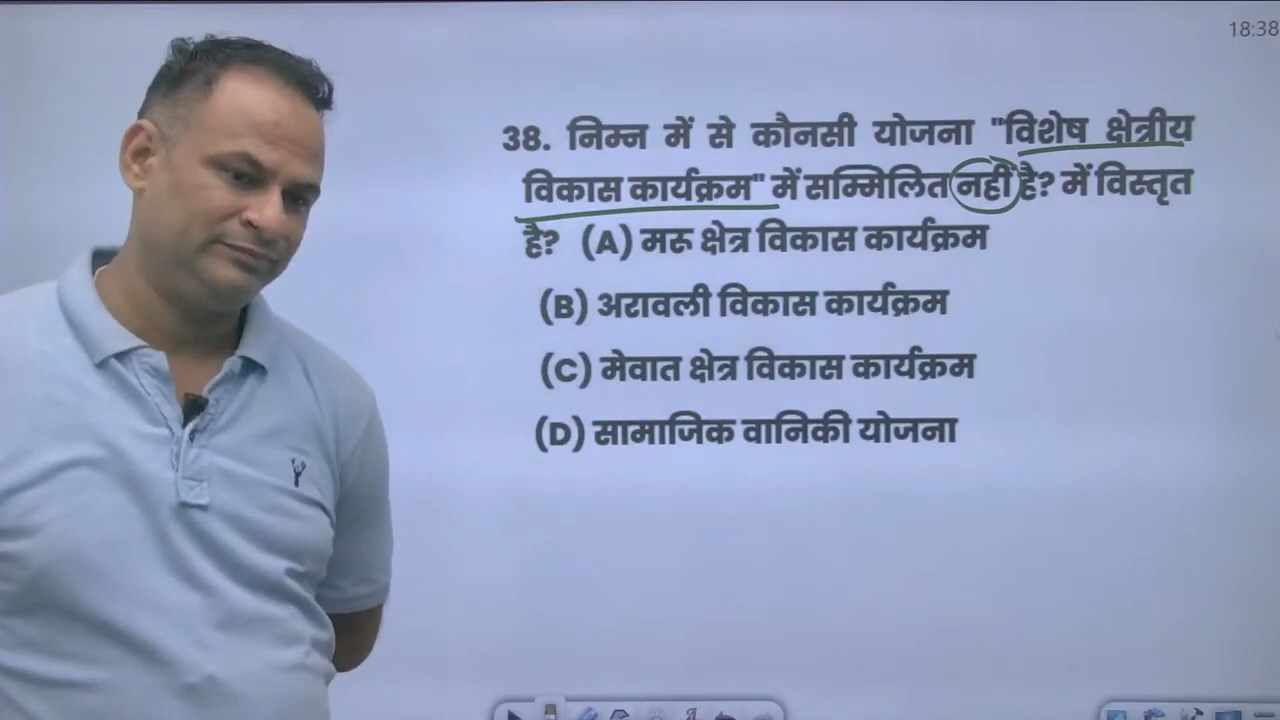 18:38
38. निम्न में से कौनसी योजना "विशेष क्षेत्रीय
विकास कार्यक्रम" में सम्मिलित नहीं है? में विस्तृत
है? (A) मरू क्षेत्र विकास कार्यक्रम
(B) अरावली विकास कार्यक्रम
(C) मेवात क्षेत्र विकास कार्यक्रम
(D) सामाजिक वानिकी योजना